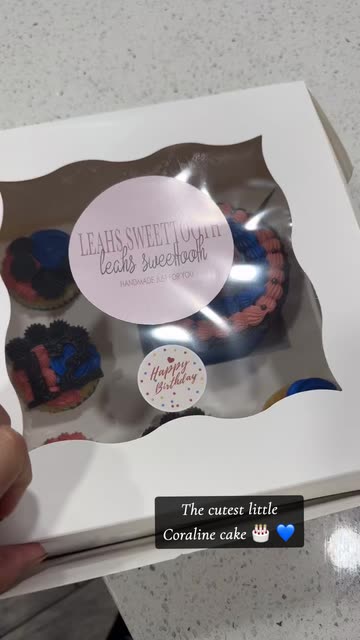 LEAHS SWEETTOOTH
leahs sweettooth
HANDMADE JUST FOR YOU
Happy
Birthday
The cutest little
Coraline cake 🎂 💙